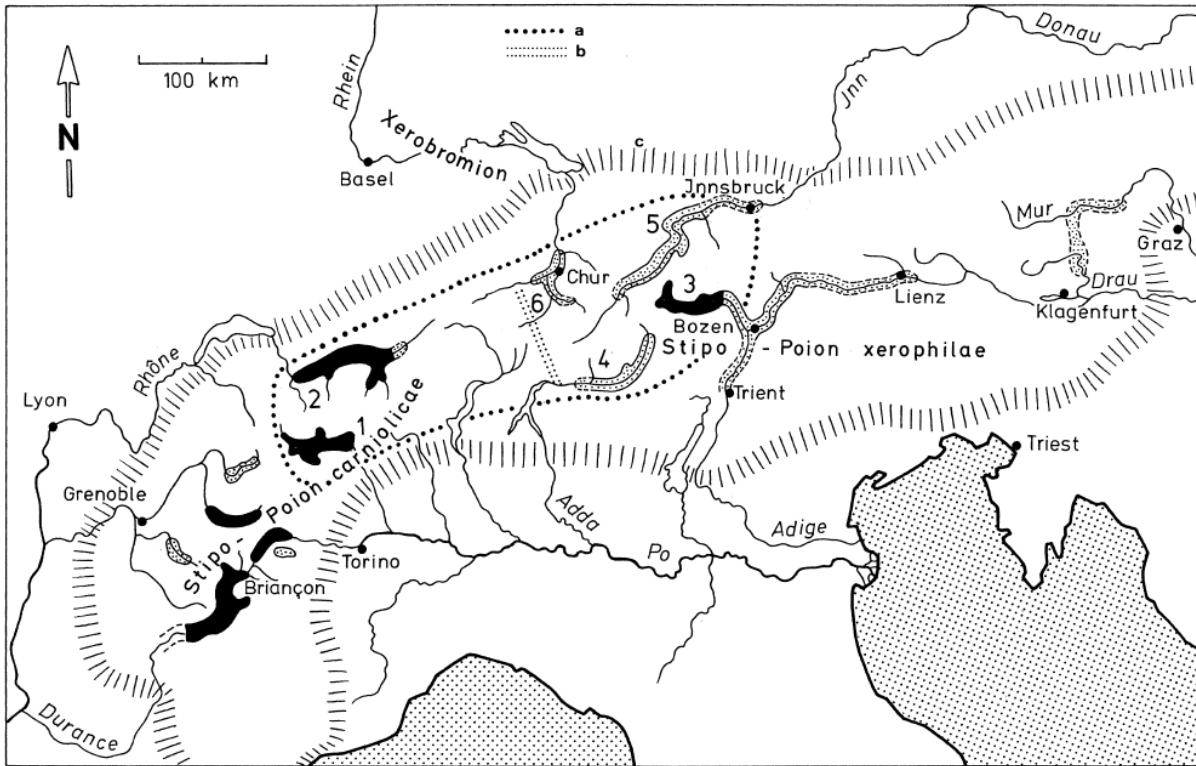 a
b
Donau
100 km
Rhein
Jnn
N
Xerobromion
c
Basel
Jnnsbruck
Mur
5
Graz
Chur
3
Drau
6
Lienz
Klagenfurt
Bozen
Stipo - Poion xerophilae
Rhône
4
Lyon
2
Trient
1
Triest
Stipo - Poion carniolicae
Grenoble
Adda
Adige
Po
Torino
Briançon
Durance